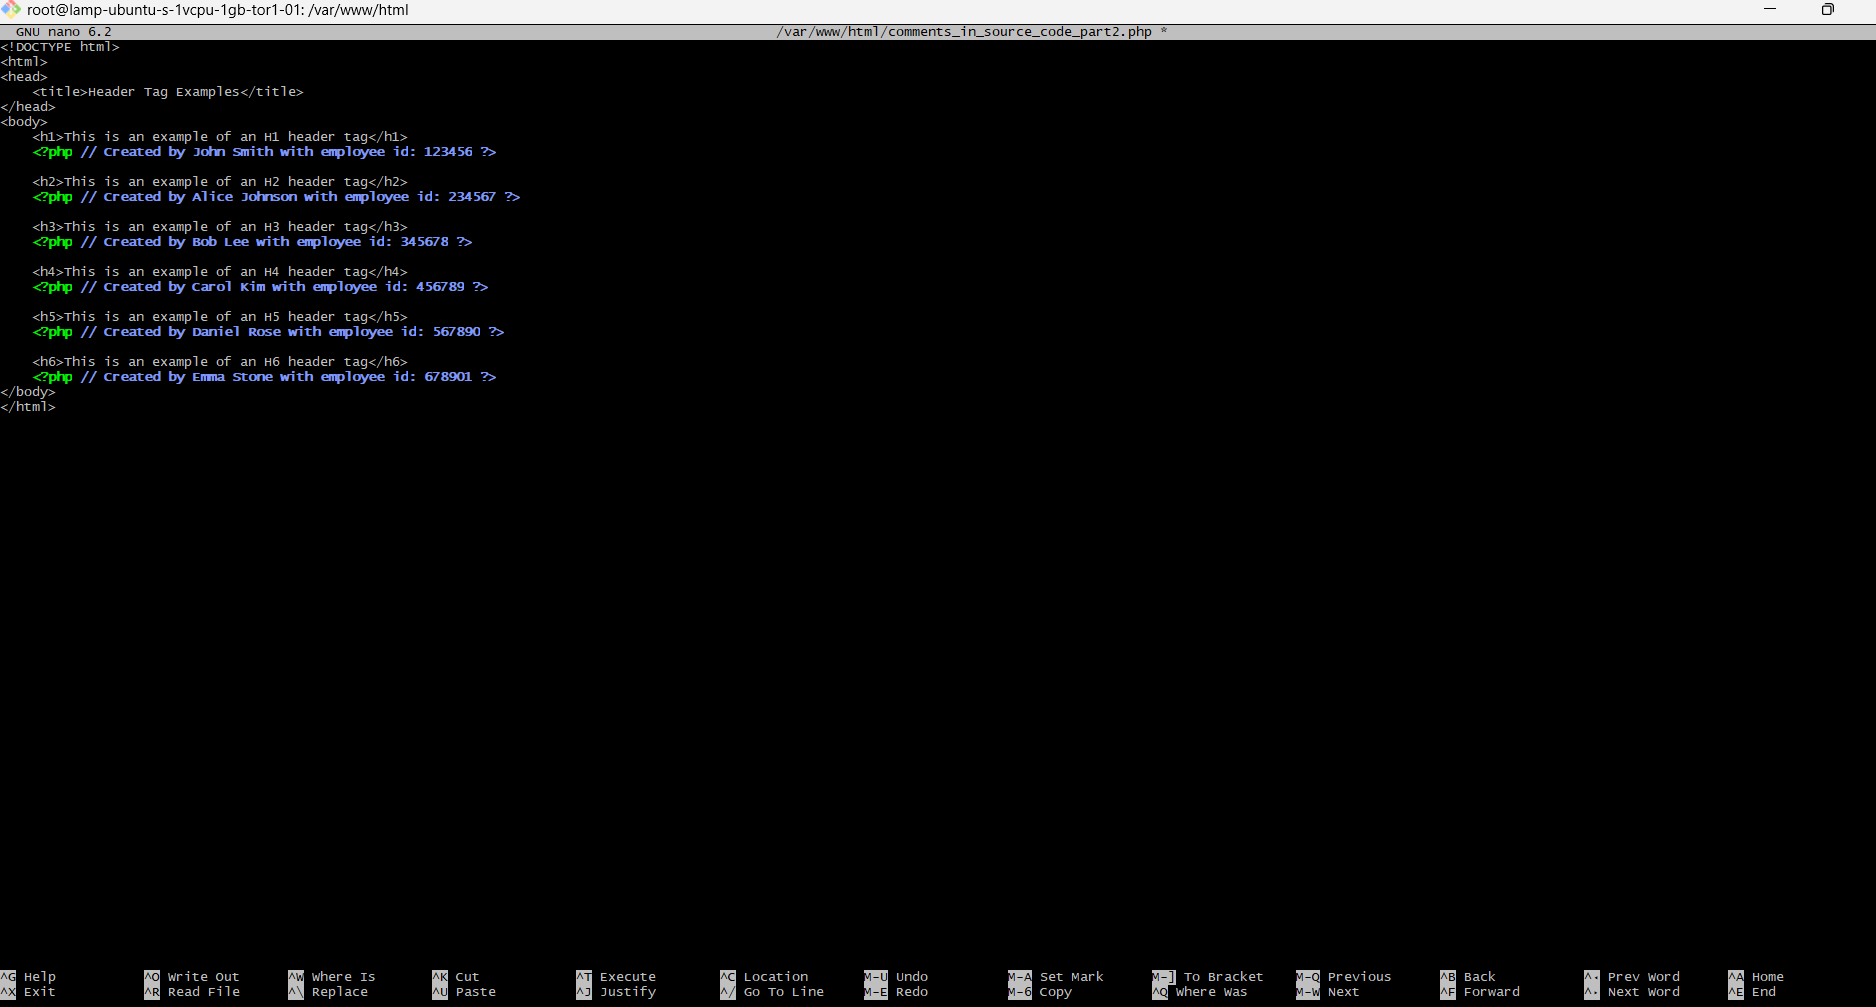 root@lamp-ubuntu-s-1vcpu-1gb-tor1-01: /var/www/html
GNU nano 6.2 /var/www/html/comments_in_source_code_part2.php *
<!DOCTYPE html>
<html>
<head>
    <title>Header Tag Examples</title>
</head>
<body>
    <h1>This is an example of an H1 header tag</h1>
    <?php // Created by John Smith with employee id: 123456 ?>

    <h2>This is an example of an H2 header tag</h2>
    <?php // Created by Alice Johnson with employee id: 234567 ?>

    <h3>This is an example of an H3 header tag</h3>
    <?php // Created by Bob Lee with employee id: 345678 ?>

    <h4>This is an example of an H4 header tag</h4>
    <?php // Created by Carol Kim with employee id: 456789 ?>

    <h5>This is an example of an H5 header tag</h5>
    <?php // Created by Daniel Rose with employee id: 567890 ?>

    <h6>This is an example of an H6 header tag</h6>
    <?php // Created by Emma Stone with employee id: 678901 ?>
</body>
</html>
^G Help ^O Write Out ^W Where Is ^K Cut ^T Execute ^C Location M-U Undo M-A Set Mark M-] To Bracket M-Q Previous ^B Back ^◂ Prev Word ^A Home
^X Exit ^R Read File ^\ Replace ^U Paste ^J Justify ^/ Go To Line M-E Redo M-6 Copy ^Q Where Was M-W Next ^F Forward ^▸ Next Word ^E End